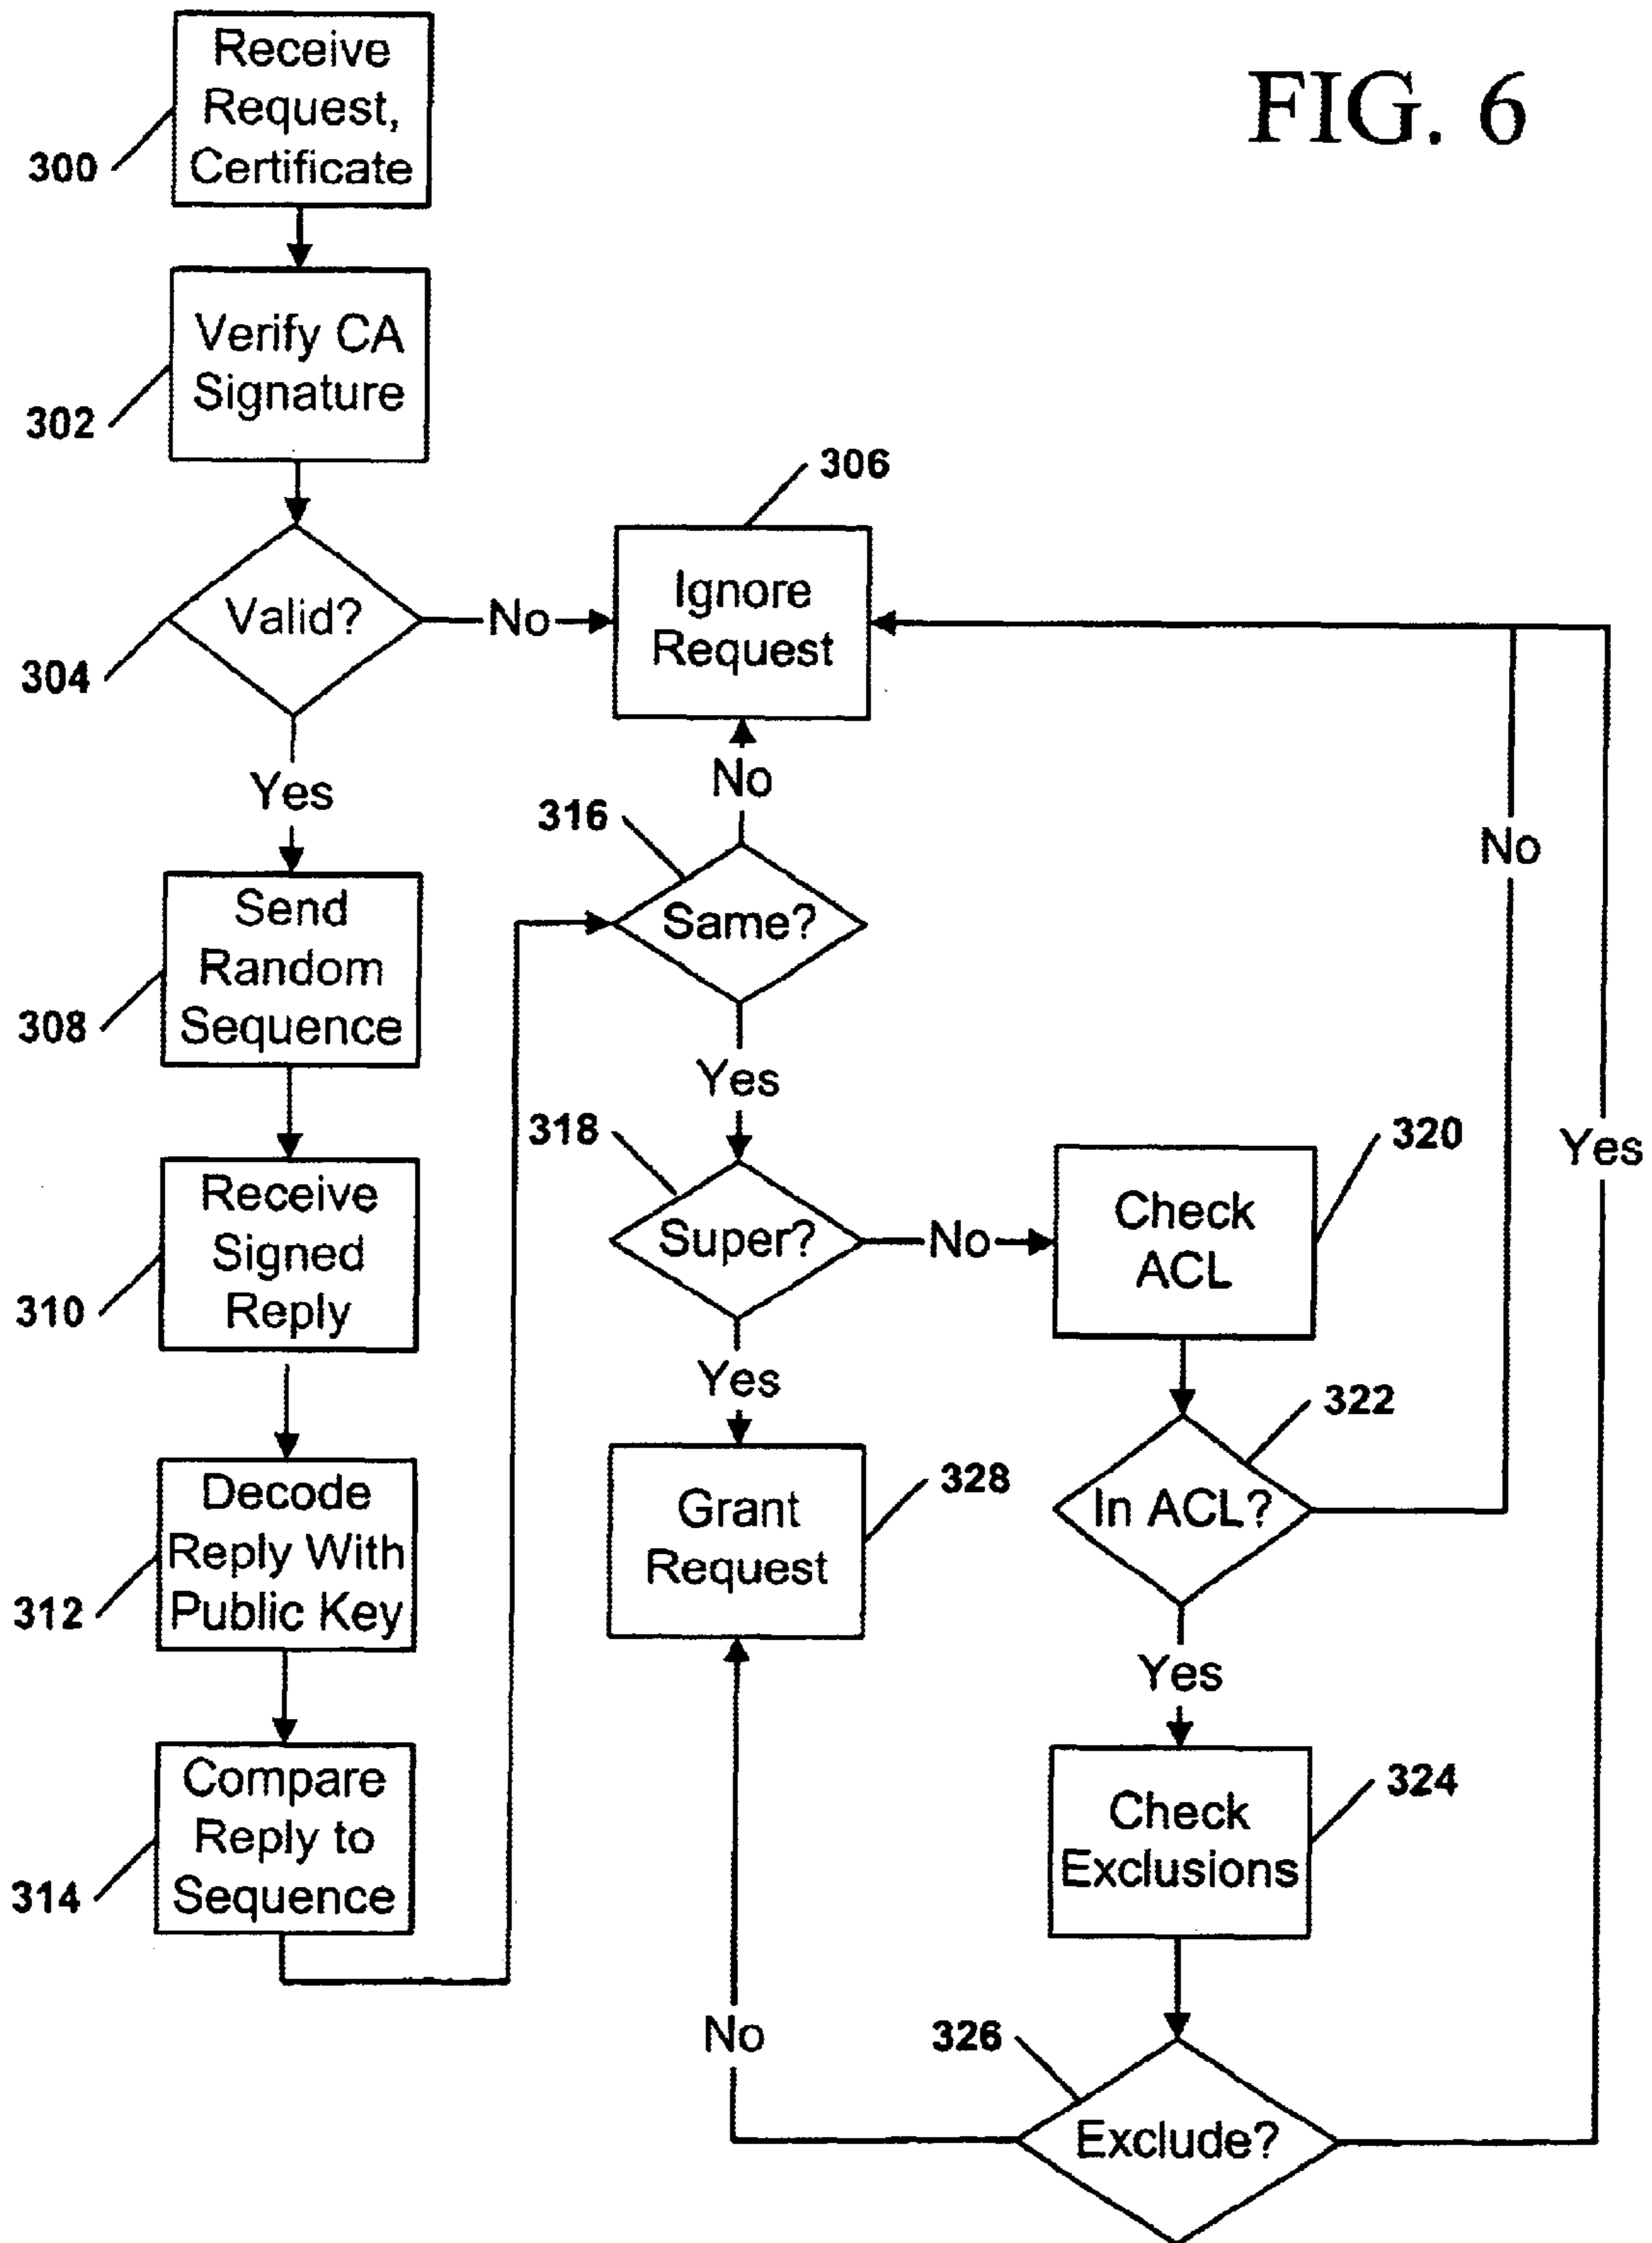 FIG. 6
Receive
Request,
Certificate
300
Verify CA
Signature
302
Valid?
304
No
Yes
306
Ignore
Request
Send
Random
Sequence
308
Receive
Signed
Reply
310
Decode
Reply With
Public Key
312
Compare
Reply to
Sequence
314
No
316
Same?
Yes
318
Super?
No
Yes
Grant
Request
328
320
Check
ACL
322
In ACL?
No
Yes
324
Check
Exclusions
326
Exclude?
No
Yes